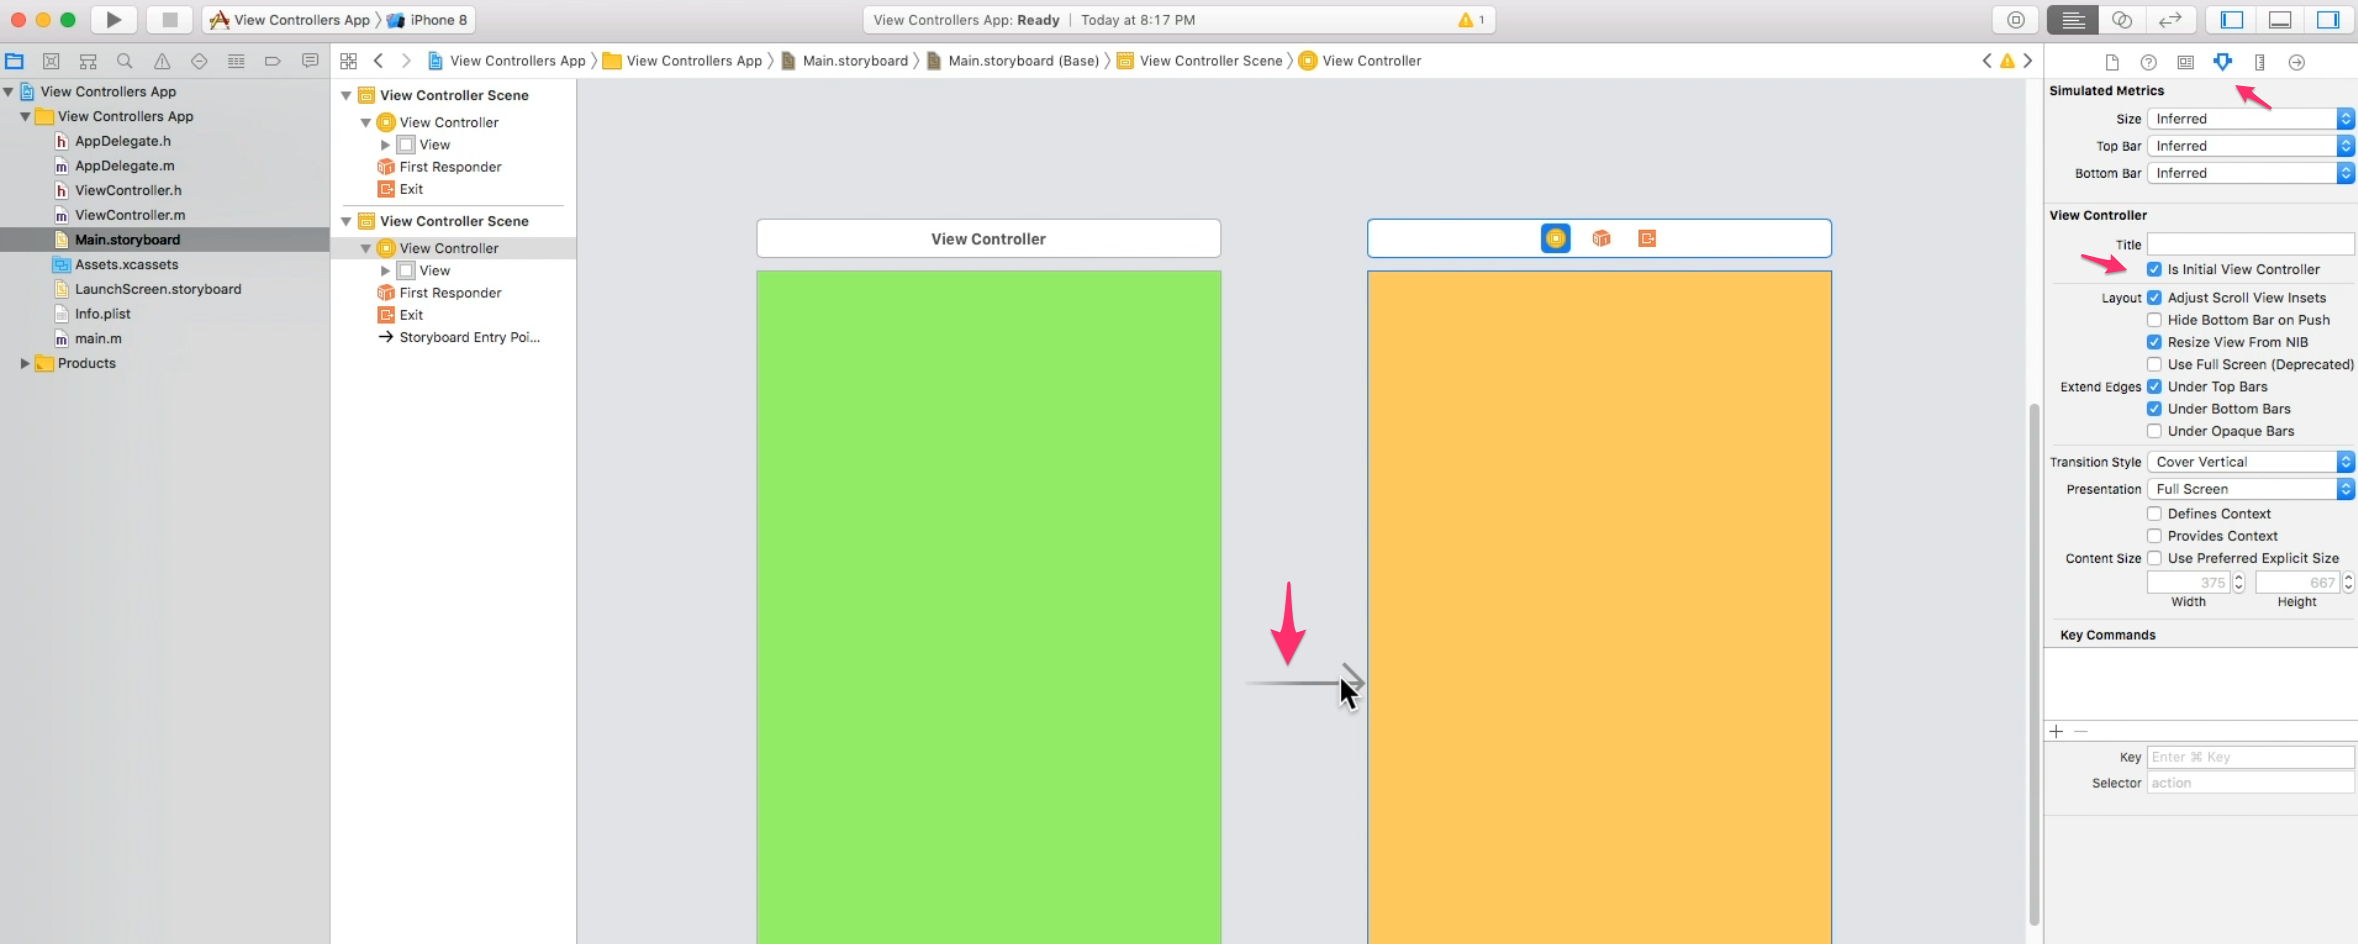 View Controllers App iPhone 8
View Controllers App: Ready | Today at 8:17 PM
1
View Controllers App View Controllers App Main.storyboard Main.storyboard (Base) View Controller Scene View Controller
View Controllers App
View Controllers App
AppDelegate.h
AppDelegate.m
ViewController.h
ViewController.m
Main.storyboard
Assets.xcassets
LaunchScreen.storyboard
Info.plist
main.m
Products
View Controller Scene
View Controller
View
First Responder
Exit
View Controller Scene
View Controller
View
First Responder
Exit
Storyboard Entry Poi...
View Controller
Simulated Metrics
Size Inferred
Top Bar Inferred
Bottom Bar Inferred
View Controller
Title
Is Initial View Controller
Layout Adjust Scroll View Insets
Hide Bottom Bar on Push
Resize View From NIB
Use Full Screen (Deprecated)
Extend Edges Under Top Bars
Under Bottom Bars
Under Opaque Bars
Transition Style Cover Vertical
Presentation Full Screen
Defines Context
Provides Context
Content Size Use Preferred Explicit Size
375 667
Width Height
Key Commands
Key Enter ⌘ Key
Selector action